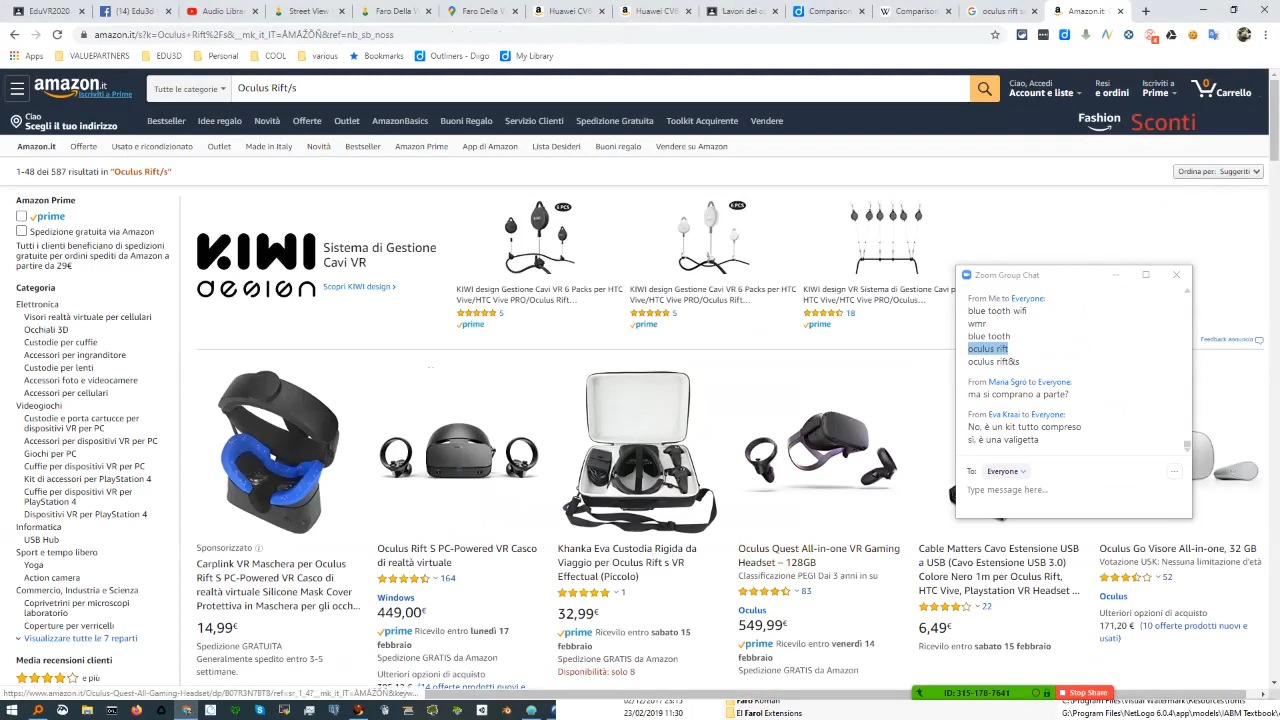 EduVR2020
[14] Edu3d
Audio Librar
Street View
Faro Della V
Faro Della V
Huawei CV6
Huawei CV6
Lavori del cc
Comparison
Comparison
oculus rift s
Amazon.it: O
amazon.it/s?k=Oculus+Rift%2Fs&__mk_it_IT=ÅMÅŽÕÑ&ref=nb_sb_noss
Apps
VALUEPARTNERS
EDU3D
Personal
COOL
various
Bookmarks
Outliners - Diigo
My Library
amazon.it
Iscriviti a Prime
Tutte le categorie
Oculus Rift/s
Ciao, Accedi
Account e liste
Resi
e ordini
Iscriviti a
Prime
0
Carrello
Ciao
Scegli il tuo indirizzo
Bestseller
Idee regalo
Novità
Offerte
Outlet
AmazonBasics
Buoni Regalo
Servizio Clienti
Spedizione Gratuita
Toolkit Acquirente
Vendere
Fashion
Sconti
Amazon.it
Offerte
Usato e ricondizionato
Outlet
Made in Italy
Novità
Bestseller
Amazon Prime
App di Amazon
Lista Desideri
Buoni regalo
Vendere su Amazon
1-48 dei 587 risultati in "Oculus Rift/s"
Ordina per: Suggeriti
Amazon Prime
prime
Spedizione gratuita via Amazon
Tutti i clienti beneficiano di spedizioni
gratuite per ordini spediti da Amazon a
partire da 29€
Categoria
Elettronica
Visori realtà virtuale per cellulari
Occhiali 3D
Custodie per cuffie
Accessori per ingranditore
Custodie per lenti
Accessori foto e videocamere
Accessori per cellulari
Videogiochi
Custodie e porta cartucce per
dispositivi VR per PC
Accessori per dispositivi VR per PC
Giochi per PC
Cuffie per dispositivi VR per PC
Kit di accessori per PlayStation 4
Cuffie per dispositivi VR per
PlayStation 4
Dispositivi VR per PlayStation 4
Informatica
USB Hub
Sport e tempo libero
Yoga
Action camera
Commercio, Industria e Scienza
Coprivetrini per microscopi
laboratorio
Coperture per verricelli
Visualizzare tutte le 7 reparti
Media recensioni clienti
e più
KIWI
design
Sistema di Gestione
Cavi VR
Scopri KIWI design ›
6 PCS
KIWI design Gestione Cavi VR 6 Packs per HTC
Vive/HTC Vive PRO/Oculus Rift...
5
prime
6 PCS
KIWI design Gestione Cavi VR 6 Packs per HTC
Vive/HTC Vive PRO/Oculus Rift...
5
prime
KIWI design VR Sistema di Gestione Cavi p
Vive/HTC Vive PRO/Oculus...
18
prime
Feedback annuncio
Zoom Group Chat
From Me to Everyone:
blue tooth wifi
wmr
blue tooth
oculus rift
oculus rift&s
From Maria Sgrò to Everyone:
ma si comprano a parte?
From Eva Kraai to Everyone:
No, è un kit tutto compreso
sì, è una valigetta
To: Everyone
...
Type message here...
Sponsorizzato
Carplink VR Maschera per Oculus
Rift S PC-Powered VR Casco di
realtà virtuale Silicone Mask Cover
Protettiva in Maschera per gli occh...
14,99€
Spedizione GRATUITA
Generalmente spedito entro 3-5
settimane.
Oculus Rift S PC-Powered VR Casco
di realtà virtuale
164
Windows
449,00€
prime Ricevilo entro lunedì 17
febbraio
Spedizione GRATIS da Amazon
Ulteriori opzioni di acquisto
(14 offerte prodotti nuovi e
Khanka Eva Custodia Rigida da
Viaggio per Oculus Rift s VR
Effectual (Piccolo)
1
32,99€
prime Ricevilo entro sabato 15
febbraio
Spedizione GRATIS da Amazon
Disponibilità: solo 8
Oculus Quest All-in-one VR Gaming
Headset – 128GB
Classificazione PEGI Dai 3 anni in su
83
Oculus
549,99€
prime Ricevilo entro venerdì 14
febbraio
Spedizione GRATIS da Amazon
Cable Matters Cavo Estensione USB
(Cavo Estensione USB 3.0)
A
Colore Nero 1m per Oculus Rift,
HTC Vive, Playstation VR Headset ...
22
6,49€
Ricevilo entro sabato 15 febbraio
Oculus Go Visore All-in-one, 32 GB
Votazione USK: Nessuna limitazione d'età
52
Oculus
Ulteriori opzioni di acquisto
171,20 € (10 offerte prodotti nuovi e
usati)
https://www.amazon.it/Oculus-Quest-All-Gaming-Headset/dp/B07R3N7BT8/ref=sr_1_4?__mk_it_IT=ÅMÅŽÕÑ&keyw...
ID: 315-178-7641
Stop Share
Faro Roman
23/02/2019 11:30
El Farol Extensions